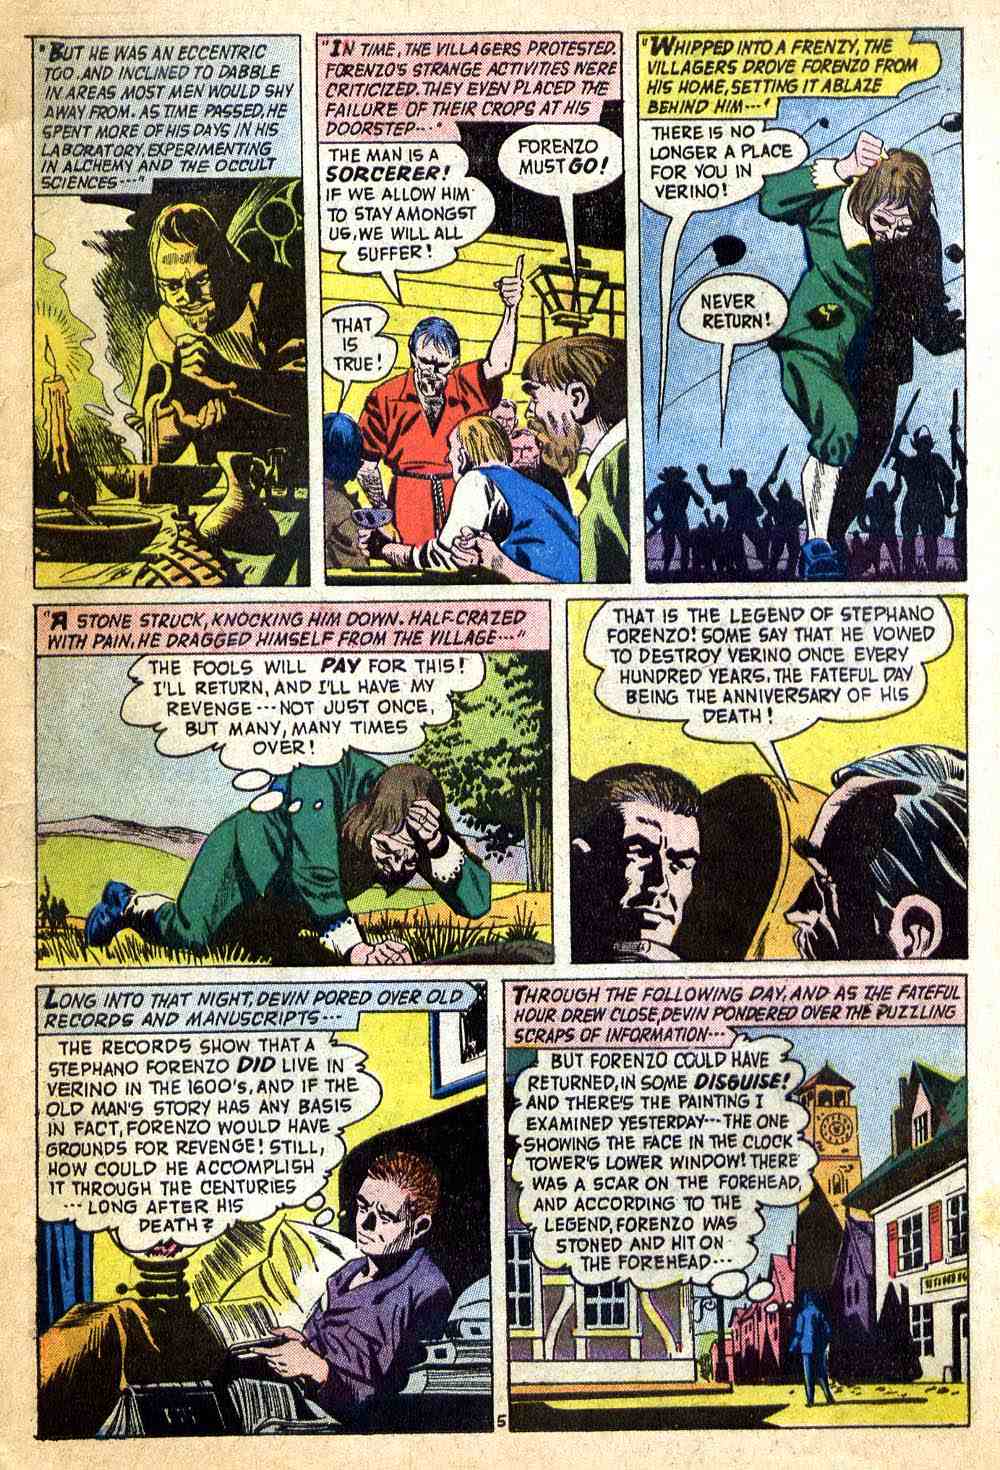 "BUT HE WAS AN ECCENTRIC
TOO, AND INCLINED TO DABBLE
IN AREAS MOST MEN WOULD SHY
AWAY FROM. AS TIME PASSED, HE
SPENT MORE OF HIS DAYS IN HIS
LABORATORY, EXPERIMENTING
IN ALCHEMY AND THE OCCULT
SCIENCES---"
"IN TIME, THE VILLAGERS PROTESTED.
FORENZO'S STRANGE ACTIVITIES WERE
CRITICIZED. THEY EVEN PLACED THE
FAILURE OF THEIR CROPS AT HIS
DOORSTEP--."
THE MAN IS A
SORCERER!
IF WE ALLOW HIM
TO STAY AMONGST
US, WE WILL ALL
SUFFER!
FORENZO
MUST GO!
THAT
IS
TRUE!
"WHIPPED INTO A FRENZY, THE
VILLAGERS DROVE FORENZO FROM
HIS HOME, SETTING IT ABLAZE
BEHIND HIM---"
THERE IS NO
LONGER A PLACE
FOR YOU IN
VERINO!
NEVER
RETURN!
"A STONE STRUCK, KNOCKING HIM DOWN. HALF-CRAZED
WITH PAIN, HE DRAGGED HIMSELF FROM THE VILLAGE---"
THE FOOLS WILL PAY FOR THIS!
I'LL RETURN, AND I'LL HAVE MY
REVENGE---NOT JUST ONCE,
BUT MANY, MANY TIMES
OVER!
THAT IS THE LEGEND OF STEPHANO
FORENZO! SOME SAY THAT HE VOWED
TO DESTROY VERINO ONCE EVERY
HUNDRED YEARS, THE FATEFUL DAY
BEING THE ANNIVERSARY OF HIS
DEATH!
LONG INTO THAT NIGHT, DEVIN PORED OVER OLD
RECORDS AND MANUSCRIPTS---
THE RECORDS SHOW THAT A
STEPHANO FORENZO DID LIVE IN
VERINO IN THE 1600'S, AND IF THE
OLD MAN'S STORY HAS ANY BASIS
IN FACT, FORENZO WOULD HAVE
GROUNDS FOR REVENGE! STILL,
HOW COULD HE ACCOMPLISH
IT THROUGH THE CENTURIES
---LONG AFTER HIS
DEATH?
THROUGH THE FOLLOWING DAY, AND AS THE FATEFUL
HOUR DREW CLOSE, DEVIN PONDERED OVER THE PUZZLING
SCRAPS OF INFORMATION---
BUT FORENZO COULD HAVE
RETURNED, IN SOME DISGUISE!
AND THERE'S THE PAINTING I
EXAMINED YESTERDAY---THE ONE
SHOWING THE FACE IN THE CLOCK
TOWER'S LOWER WINDOW! THERE
WAS A SCAR ON THE FOREHEAD,
AND ACCORDING TO THE
LEGEND, FORENZO WAS
STONED AND HIT ON
THE FOREHEAD---
5